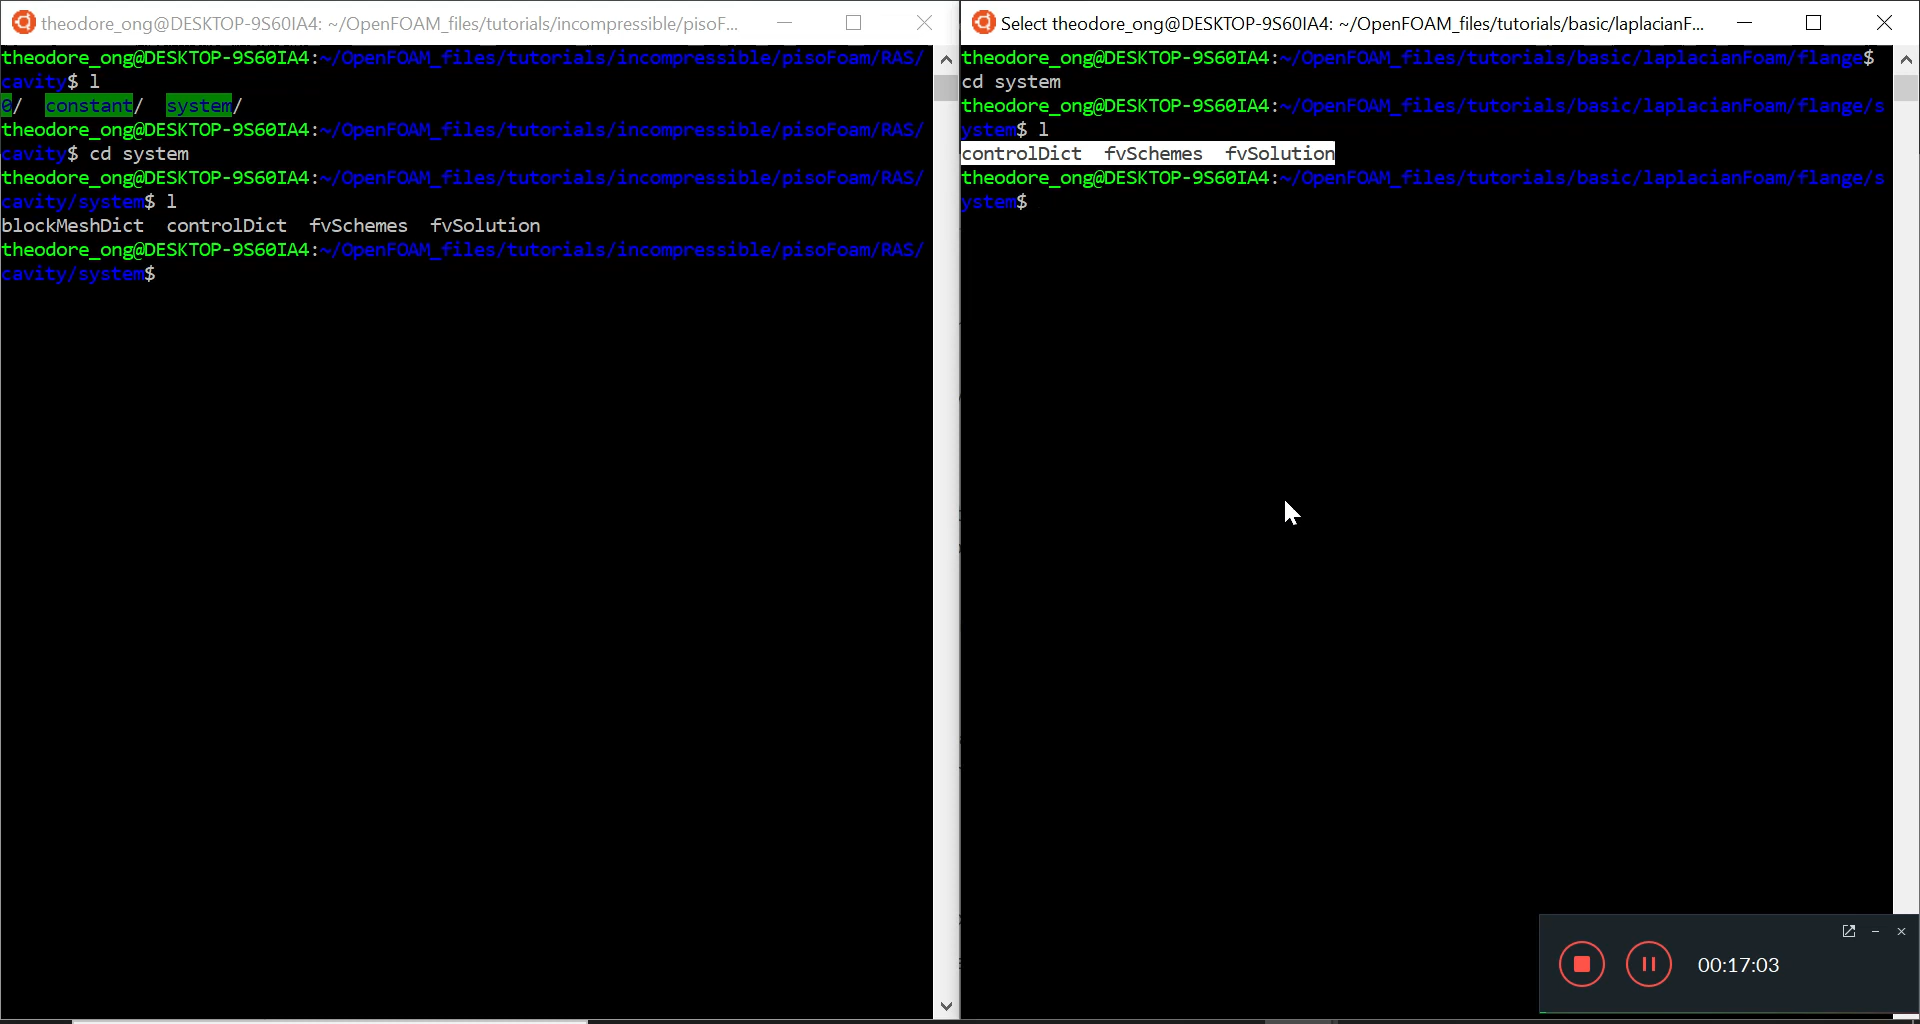 theodore_ong@DESKTOP-9S60IA4: ~/OpenFOAM_files/tutorials/incompressible/pisoF...
theodore_ong@DESKTOP-9S60IA4:~/OpenFOAM_files/tutorials/incompressible/pisoFoam/RAS/
cavity$ l
0/  constant/  system/
theodore_ong@DESKTOP-9S60IA4:~/OpenFOAM_files/tutorials/incompressible/pisoFoam/RAS/
cavity$ cd system
theodore_ong@DESKTOP-9S60IA4:~/OpenFOAM_files/tutorials/incompressible/pisoFoam/RAS/
cavity/system$ l
blockMeshDict  controlDict  fvSchemes  fvSolution
theodore_ong@DESKTOP-9S60IA4:~/OpenFOAM_files/tutorials/incompressible/pisoFoam/RAS/
cavity/system$
Select theodore_ong@DESKTOP-9S60IA4: ~/OpenFOAM_files/tutorials/basic/laplacianF...
theodore_ong@DESKTOP-9S60IA4:~/OpenFOAM_files/tutorials/basic/laplacianFoam/flange$
cd system
theodore_ong@DESKTOP-9S60IA4:~/OpenFOAM_files/tutorials/basic/laplacianFoam/flange/s
ystem$ l
controlDict  fvSchemes  fvSolution
theodore_ong@DESKTOP-9S60IA4:~/OpenFOAM_files/tutorials/basic/laplacianFoam/flange/s
ystem$
00:17:03